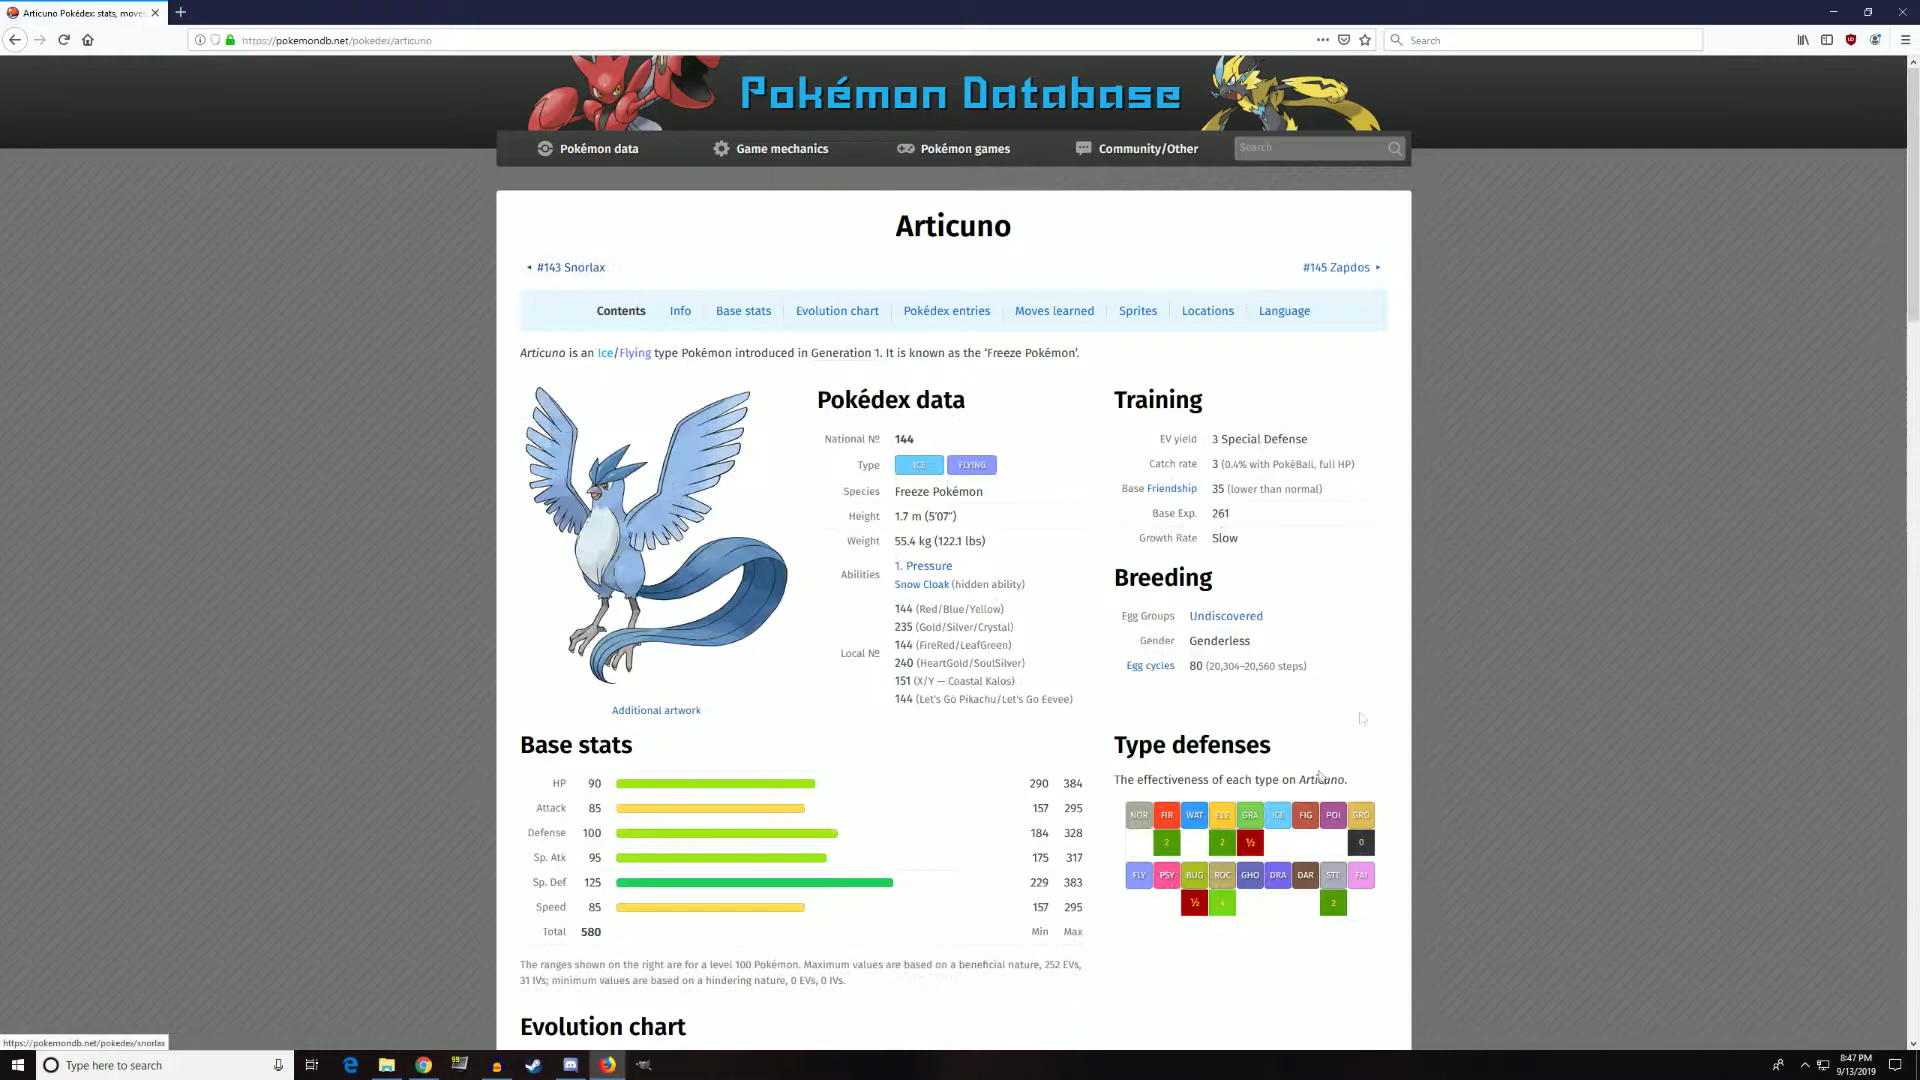 Articuno Pokédex: stats, moves
https://pokemondb.net/pokedex/articuno
Search
Pokémon Database
Pokémon data
Game mechanics
Pokémon games
Community/Other
Search
Articuno
#143 Snorlax
#145 Zapdos
Contents
Info
Base stats
Evolution chart
Pokédex entries
Moves learned
Sprites
Locations
Language
Articuno is an Ice/Flying type Pokémon introduced in Generation 1. It is known as the ‘Freeze Pokémon’.
Additional artwork
Pokédex data
National № 144
Type ICE FLYING
Species Freeze Pokémon
Height 1.7 m (5′07″)
Weight 55.4 kg (122.1 lbs)
Abilities 1. Pressure
Snow Cloak (hidden ability)
Local № 144 (Red/Blue/Yellow)
235 (Gold/Silver/Crystal)
144 (FireRed/LeafGreen)
240 (HeartGold/SoulSilver)
151 (X/Y — Coastal Kalos)
144 (Let's Go Pikachu/Let's Go Eevee)
Training
EV yield 3 Special Defense
Catch rate 3 (0.4% with PokéBall, full HP)
Base Friendship 35 (lower than normal)
Base Exp. 261
Growth Rate Slow
Breeding
Egg Groups Undiscovered
Gender Genderless
Egg cycles 80 (20,304–20,560 steps)
Base stats
HP 90 290 384
Attack 85 157 295
Defense 100 184 328
Sp. Atk 95 175 317
Sp. Def 125 229 383
Speed 85 157 295
Total 580 Min Max
The ranges shown on the right are for a level 100 Pokémon. Maximum values are based on a beneficial nature, 252 EVs,
31 IVs; minimum values are based on a hindering nature, 0 EVs, 0 IVs.
Type defenses
The effectiveness of each type on Articuno.
NOR FIR WAT ELE GRA ICE FIG POI GRO
2 2 ½ 0
FLY PSY BUG ROC GHO DRA DAR STE FAI
½ 4 2
Evolution chart
https://pokemondb.net/pokedex/snorlax
Type here to search
8:47 PM
9/13/2019